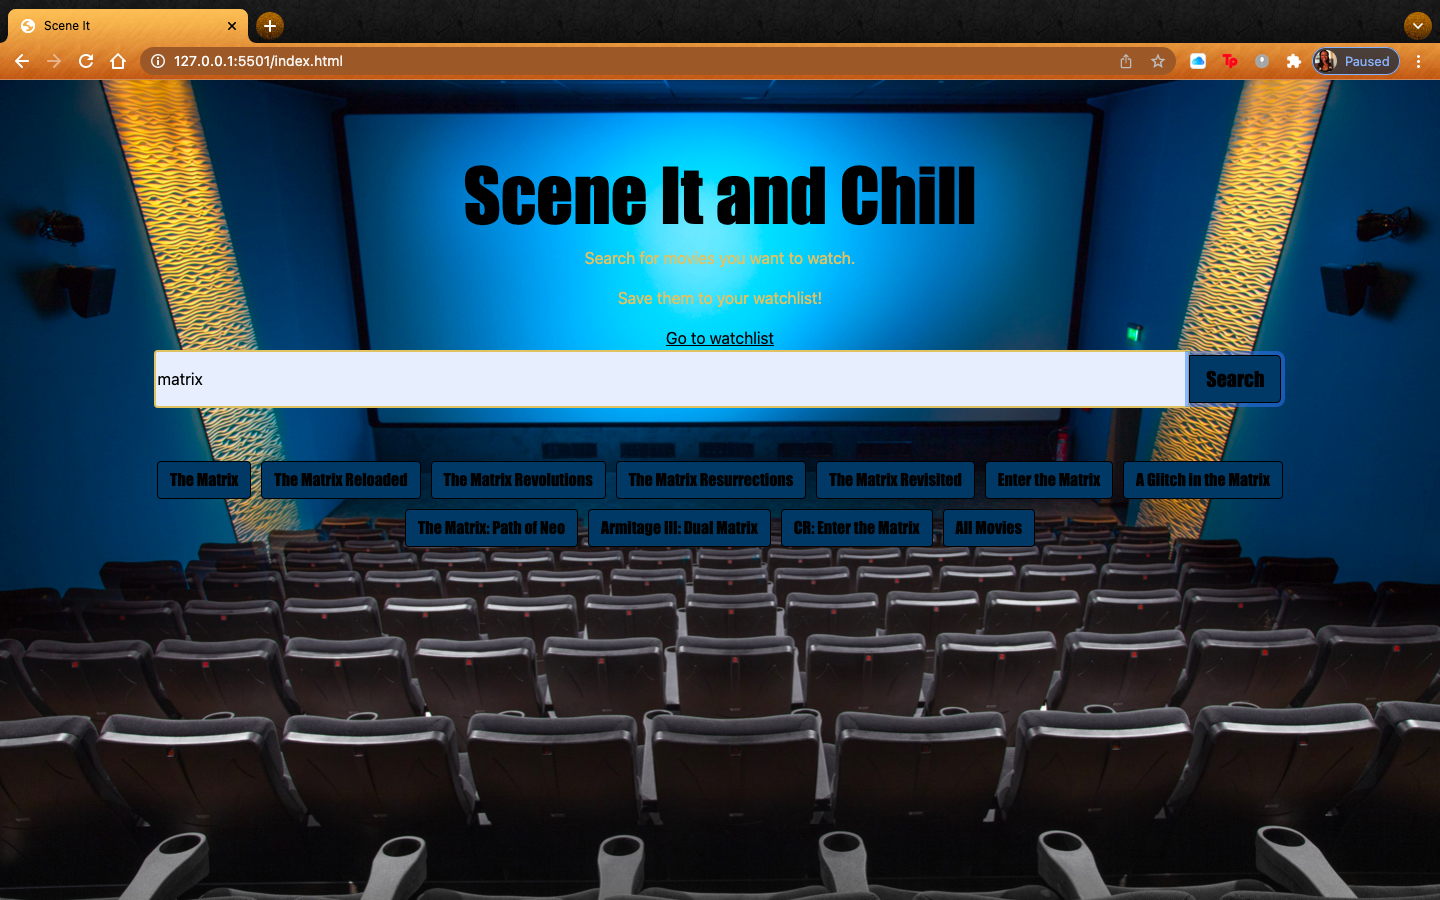 Scene It
127.0.0.1:5501/index.html
Tp
Paused
Scene It and Chill
Search for movies you want to watch.
Save them to your watchlist!
Go to watchlist
matrix
Search
The Matrix
The Matrix Reloaded
The Matrix Revolutions
The Matrix Resurrections
The Matrix Revisited
Enter the Matrix
A Glitch in the Matrix
The Matrix: Path of Neo
Armitage III: Dual Matrix
CR: Enter the Matrix
All Movies